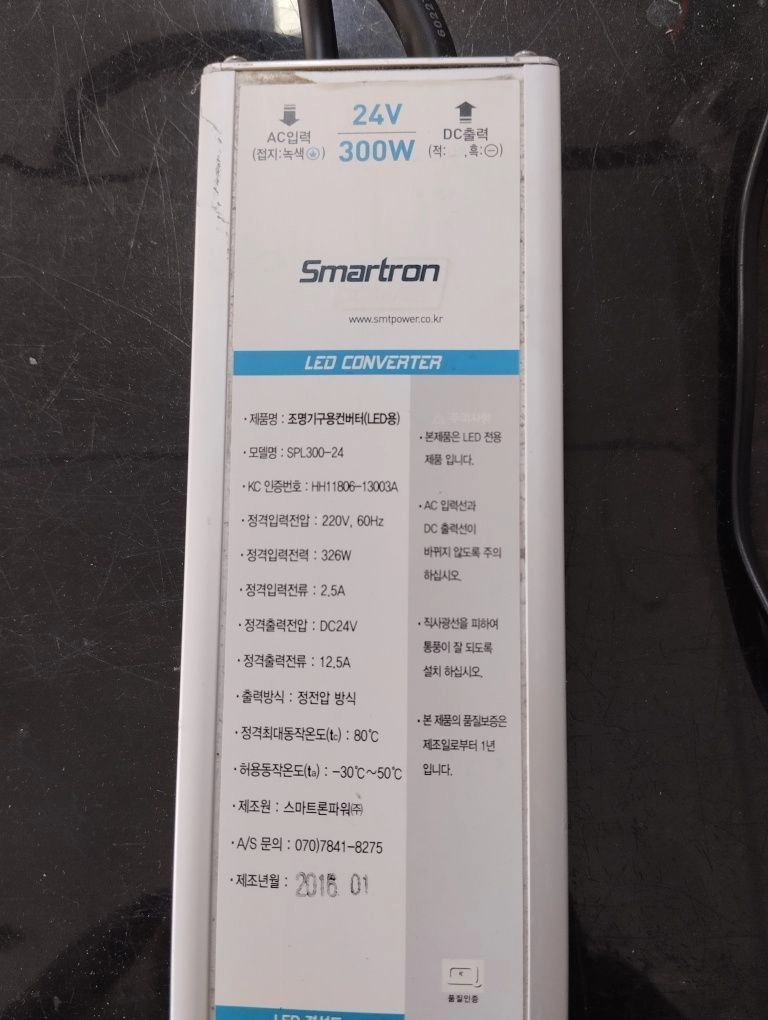 6022
AC입력
(접지:녹색)
24V
300W
DC출력
(적: ,흑:⊖)
Smartron
www.smtpower.co.kr
LED CONVERTER
·제품명 : 조명기구용컨버터(LED용)
·모델명 : SPL300-24
·KC 인증번호 : HH11806-13003A
·정격입력전압 : 220V, 60Hz
·정격입력전력 : 326W
·정격입력전류 : 2.5A
·정격출력전압 : DC24V
·정격출력전류 : 12.5A
·출력방식 : 정전압 방식
·정격최대동작온도(tc) : 80℃
·허용동작온도(ta) : -30℃~50℃
·제조원 : 스마트론파워㈜
·A/S 문의 : 070)7841-8275
·제조년월 : 2016. 01
주의사항
·본제품은 LED 전용
제품 입니다.
·AC 입력선과
DC 출력선이
바뀌지 않도록 주의
하십시오.
·직사광선을 피하여
통풍이 잘 되도록
설치 하십시오.
·본 제품의 품질보증은
제조일로부터 1년
입니다.
품질인증
LED